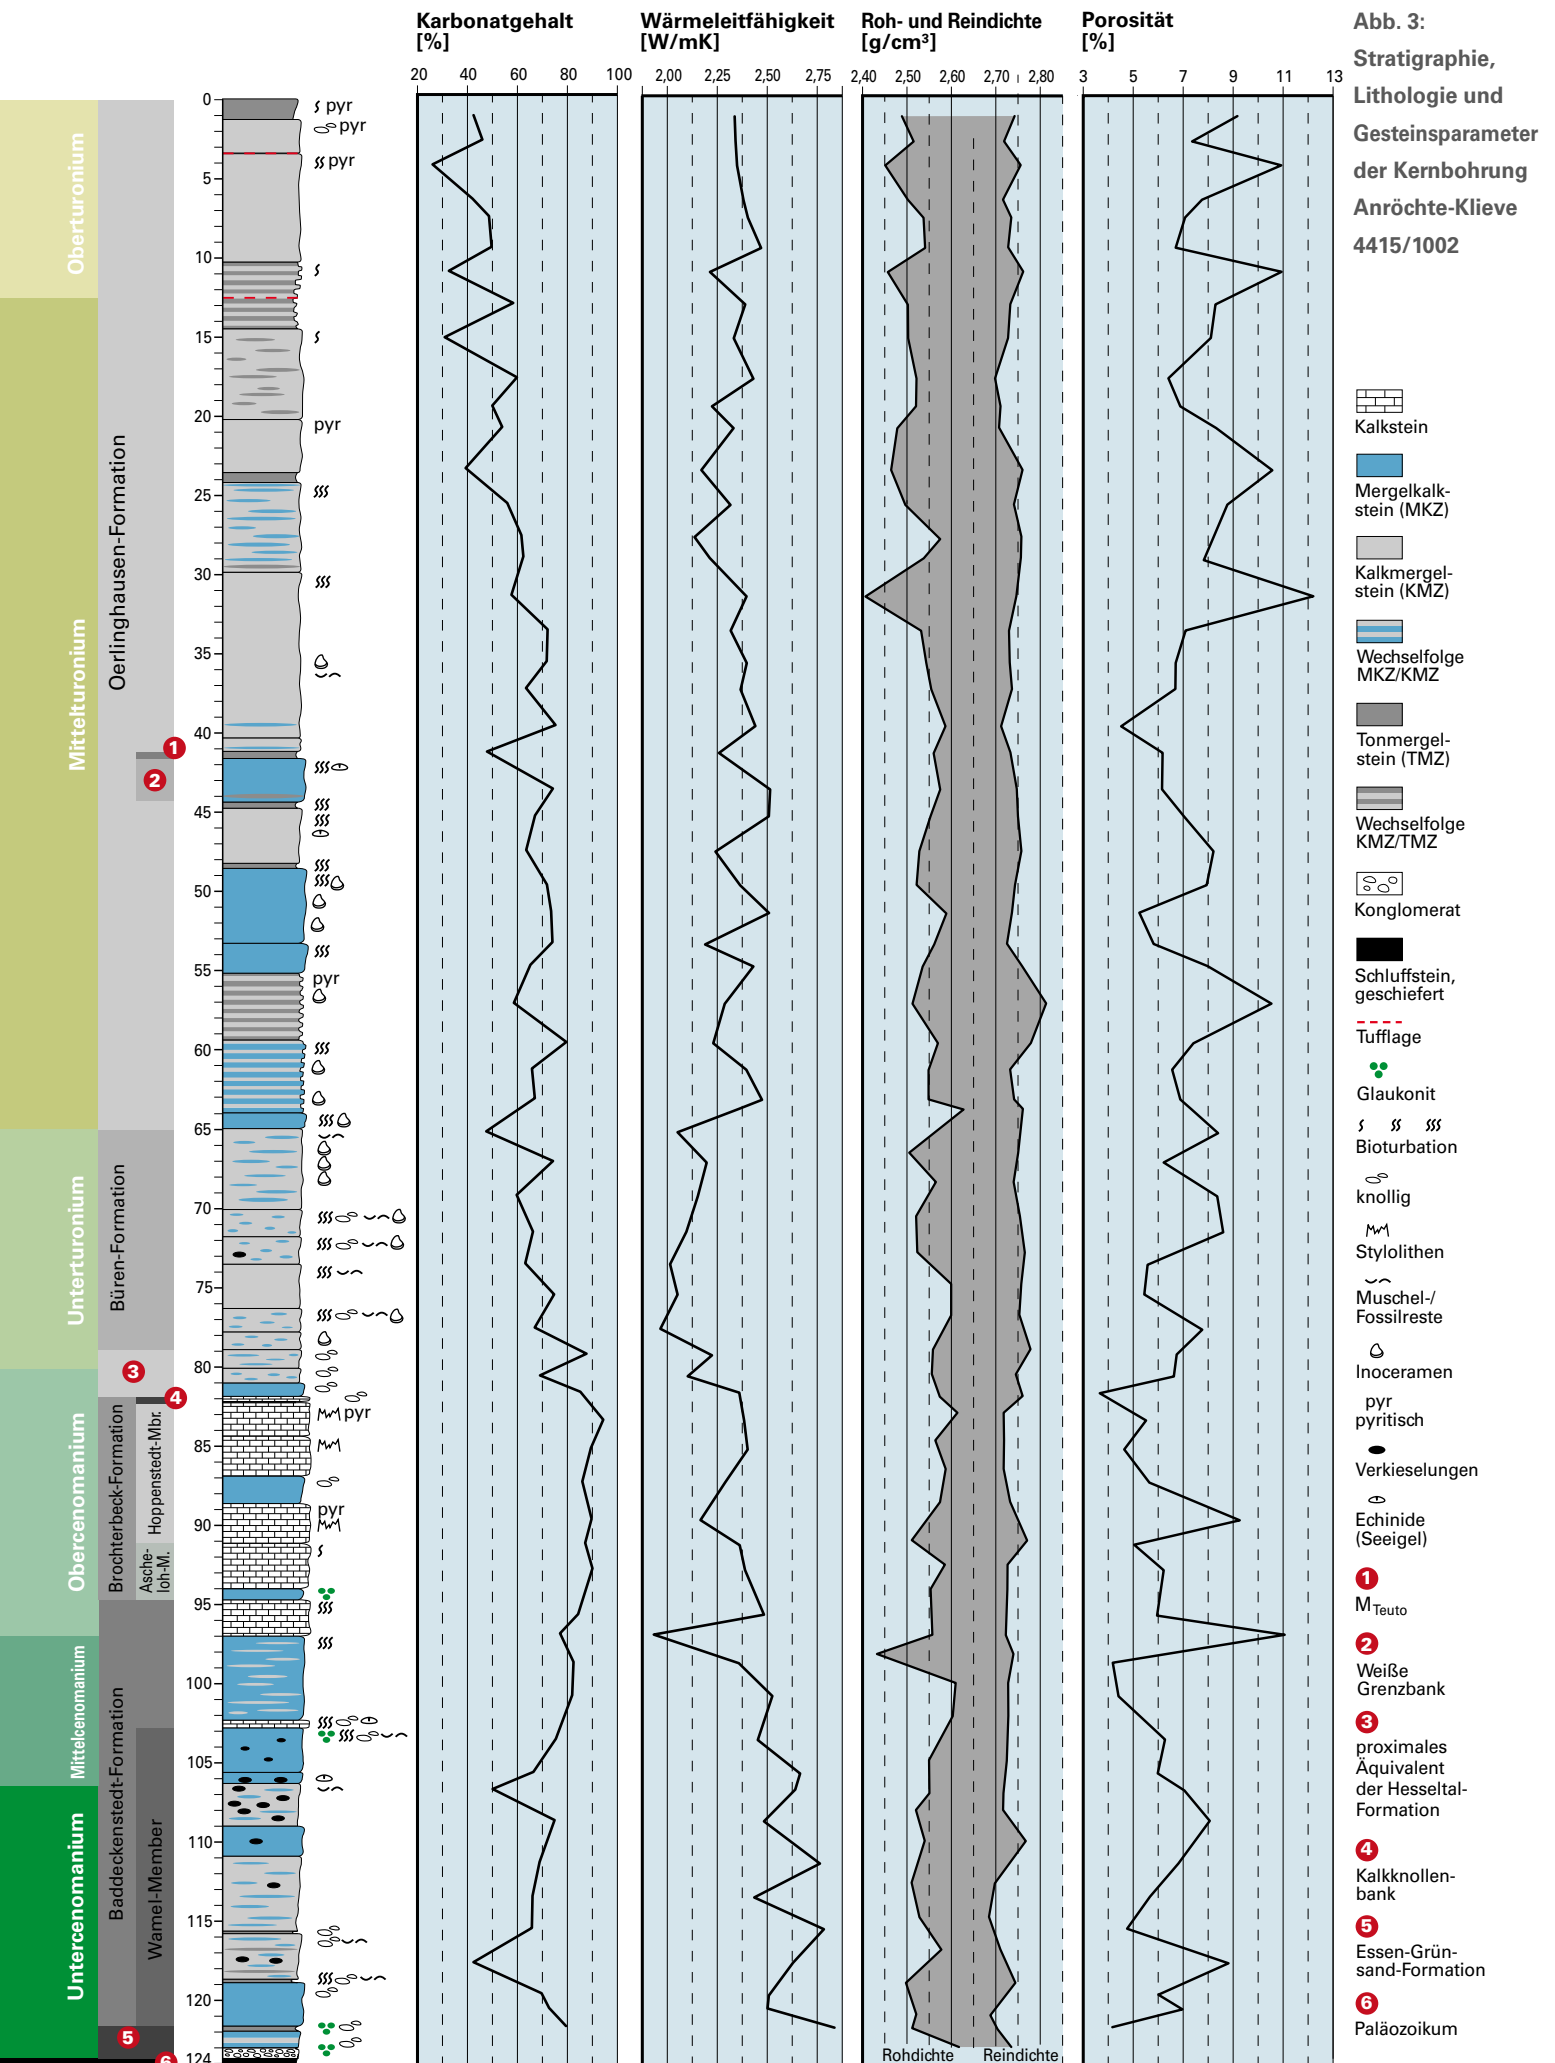 Karbonatgehalt
[%]
Wärmeleitfähigkeit
[W/mK]
Roh- und Reindichte
[g/cm³]
Porosität
[%]
20 40 60 80 100
2,00 2,25 2,50 2,75
2,40 2,50 2,60 2,70 2,80
3 5 7 9 11 13
Abb. 3:
Stratigraphie,
Lithologie und
Gesteinsparameter
der Kernbohrung
Anröchte-Klieve
4415/1002
Oberturonium
Mittelturonium
Unterturonium
Obercenomanium
Mittelcenomanium
Untercenomanium
Oerlinghausen-Formation
Büren-Formation
Brochterbeck-Formation
Hoppenstedt-Mbr.
Asche-
loh-M.
Baddeckenstedt-Formation
Wamel-Member
1
2
3
4
5
6
0
5
10
15
20
25
30
35
40
45
50
55
60
65
70
75
80
85
90
95
100
105
110
115
120
124
pyr
pyr
pyr
pyr
pyr
pyr
pyr
Rohdichte
Reindichte
Kalkstein
Mergelkalk-
stein (MKZ)
Kalkmergel-
stein (KMZ)
Wechselfolge
MKZ/KMZ
Tonmergel-
stein (TMZ)
Wechselfolge
KMZ/TMZ
Konglomerat
Schluffstein,
geschiefert
Tufflage
Glaukonit
Bioturbation
knollig
Stylolithen
Muschel-/
Fossilreste
Inoceramen
pyr
pyritisch
Verkieselungen
Echinide
(Seeigel)
1
M Teuto
2
Weiße
Grenzbank
3
proximales
Äquivalent
der Hesseltal-
Formation
4
Kalkknollen-
bank
5
Essen-Grün-
sand-Formation
6
Paläozoikum